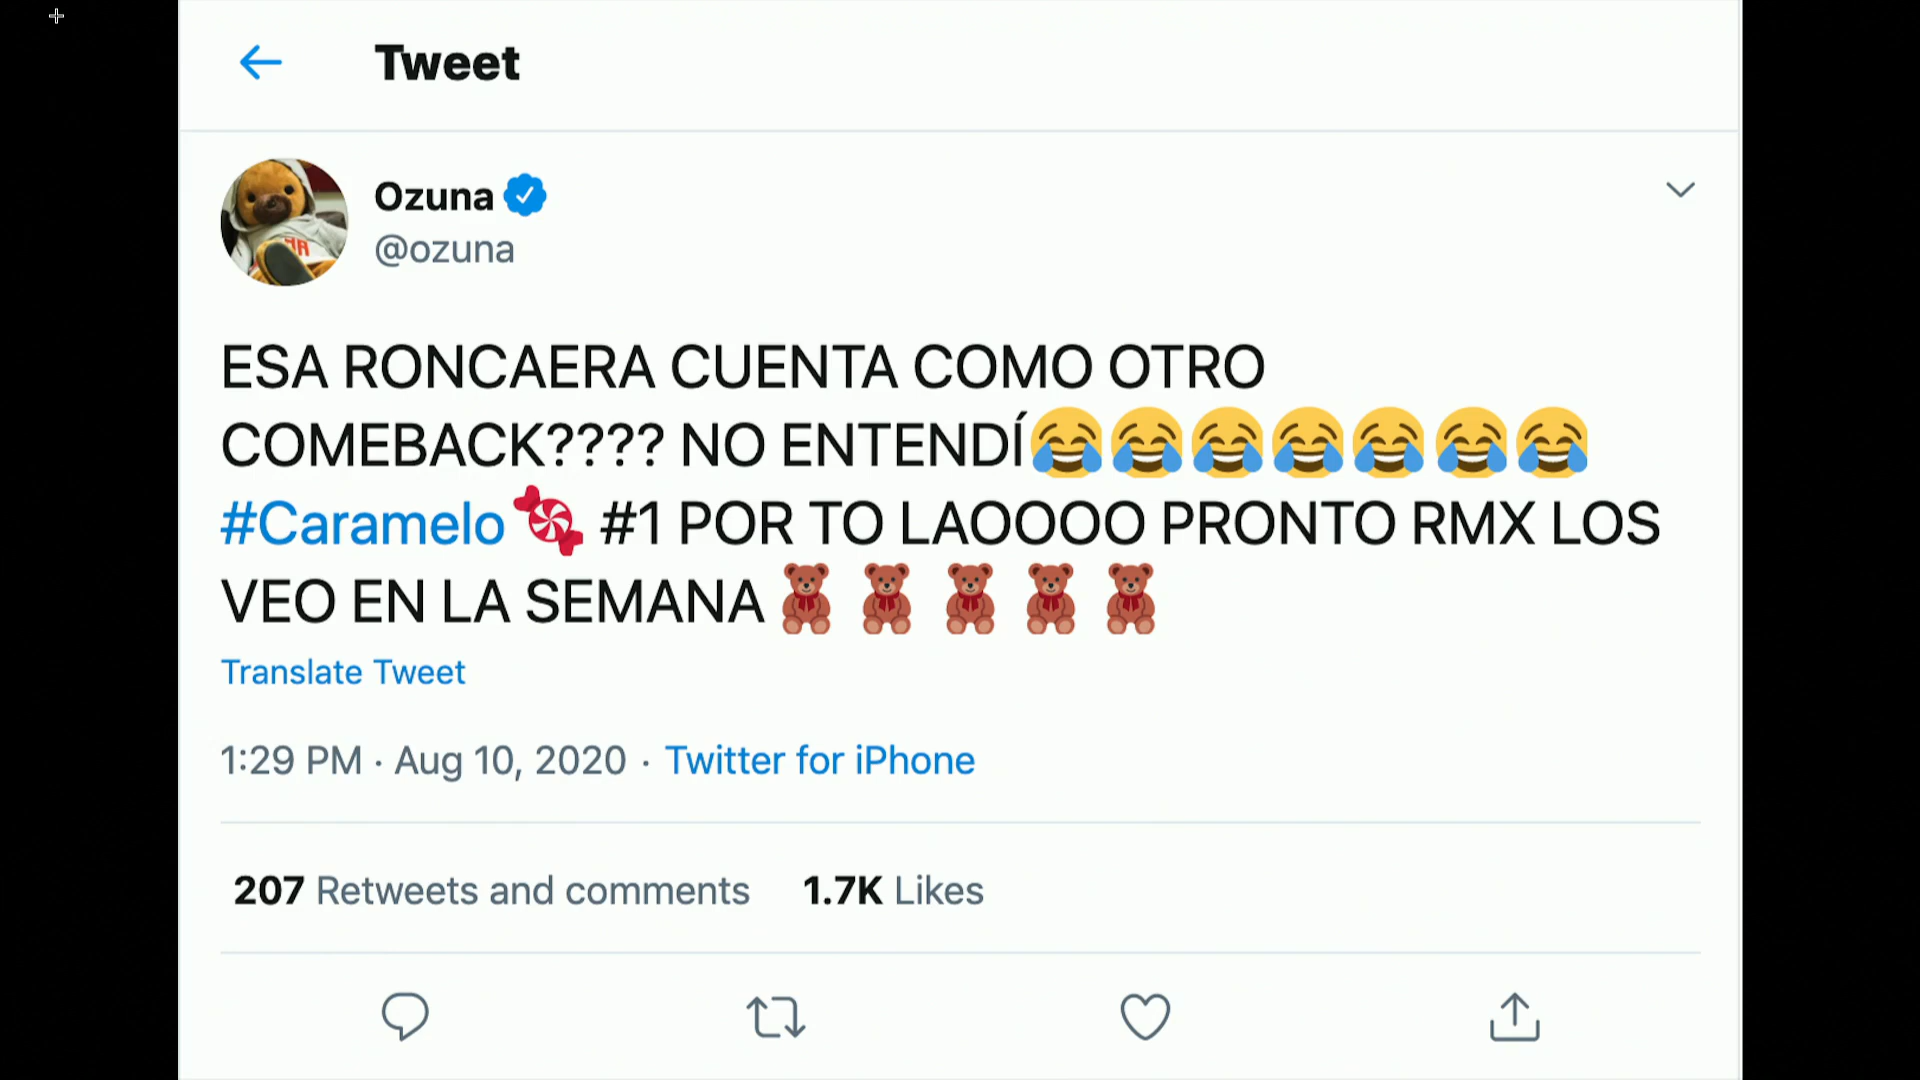 Tweet
Ozuna
@ozuna
ESA RONCAERA CUENTA COMO OTRO
COMEBACK???? NO ENTENDÍ😂😂😂😂😂😂😂
#Caramelo🍬 #1 POR TO LAOOOO PRONTO RMX LOS
VEO EN LA SEMANA🧸🧸🧸🧸🧸
Translate Tweet
1:29 PM · Aug 10, 2020 · Twitter for iPhone
207 Retweets and comments 1.7K Likes